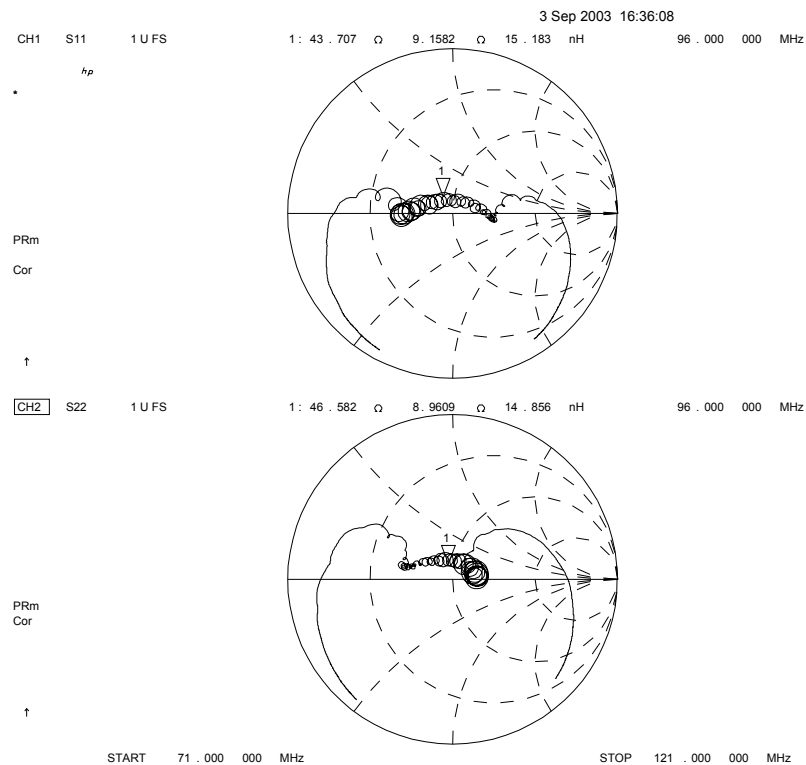 3 Sep 2003 16:36:08
CH1 S11 1 U FS 1: 43 . 707 Ω 9. 1582 Ω 15 . 183 nH 96 . 000 000 MHz
hp
*
1
PRm
Cor
↑
CH2 S22 1 U FS 1: 46 . 582 Ω 8. 9609 Ω 14 . 856 nH 96 . 000 000 MHz
1
PRm
Cor
↑
START 71 . 000 000 MHz STOP 121 . 000 000 MHz